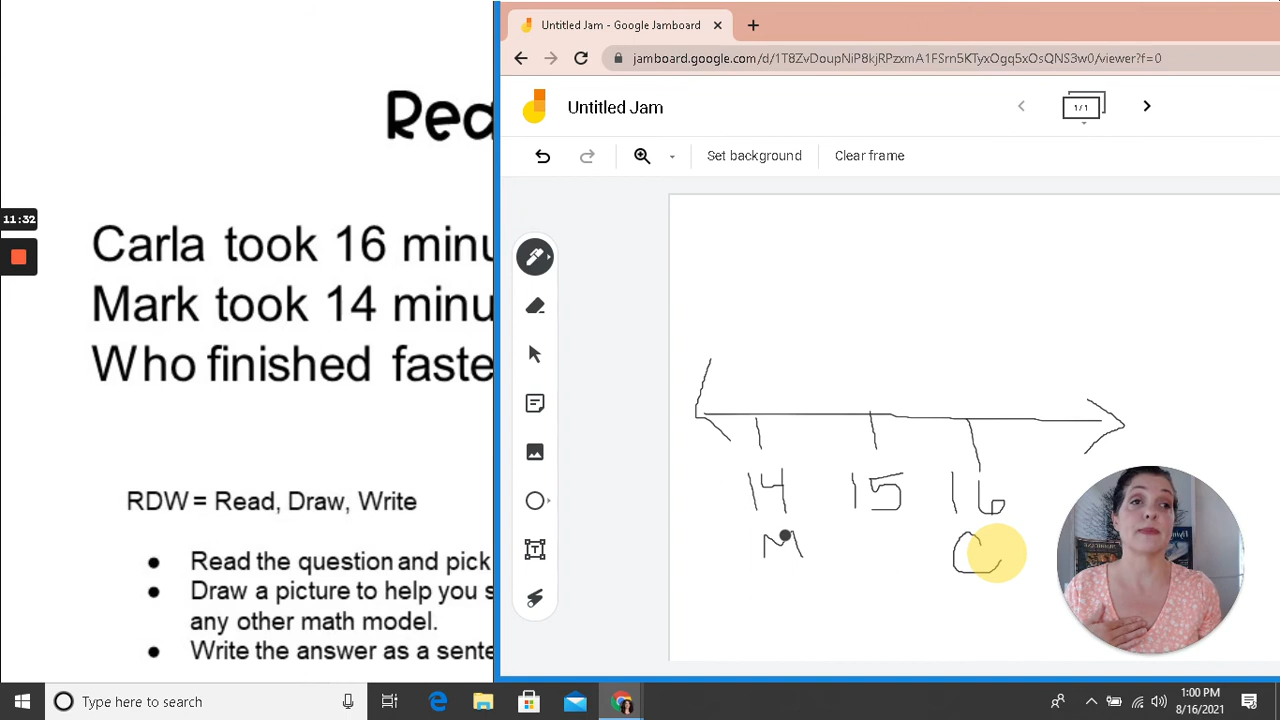 Untitled Jam - Google Jamboard
jamboard.google.com/d/1T8ZvDoupNiP8kjRPzxmA1FSrn5KTyxOgq5xOsQNS3w0/viewer?f=0
Untitled Jam
1/1
Set background
Clear frame
Rea
11:32
Carla took 16 minu
Mark took 14 minu
Who finished faste
RDW = Read, Draw, Write
• Read the question and pick
• Draw a picture to help you s
any other math model.
• Write the answer as a sente
14 15 16
M C
Type here to search
1:00 PM
8/16/2021